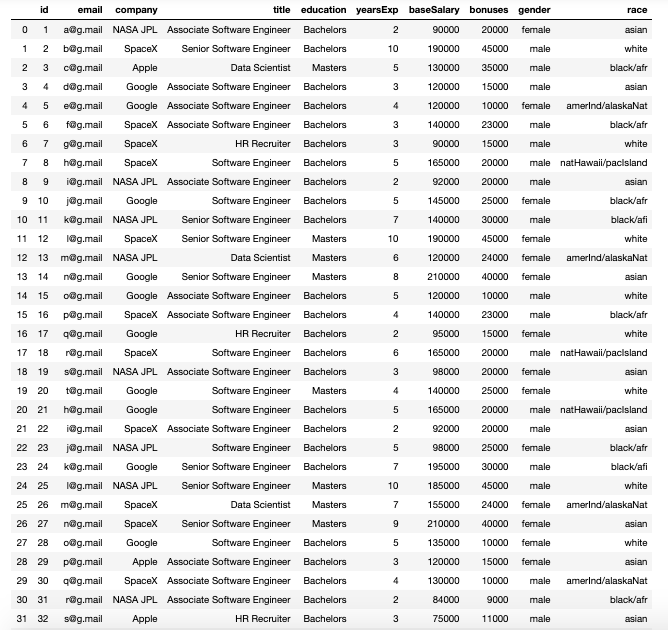 id email company title education yearsExp baseSalary bonuses gender race
0 1 a@g.mail NASA JPL Associate Software Engineer Bachelors 2 90000 20000 female asian
1 2 b@g.mail SpaceX Senior Software Engineer Bachelors 10 190000 45000 male white
2 3 c@g.mail Apple Data Scientist Masters 5 130000 35000 male black/afr
3 4 d@g.mail Google Associate Software Engineer Bachelors 3 120000 15000 male asian
4 5 e@g.mail Google Associate Software Engineer Bachelors 4 120000 10000 female amerInd/alaskaNat
5 6 f@g.mail SpaceX Associate Software Engineer Bachelors 3 140000 23000 male black/afr
6 7 g@g.mail SpaceX HR Recruiter Bachelors 3 90000 15000 male white
7 8 h@g.mail SpaceX Software Engineer Bachelors 5 165000 20000 male natHawaii/pacIsland
8 9 i@g.mail NASA JPL Associate Software Engineer Bachelors 2 92000 20000 male asian
9 10 j@g.mail Google Software Engineer Bachelors 5 145000 25000 female black/afr
10 11 k@g.mail NASA JPL Senior Software Engineer Bachelors 7 140000 30000 male black/afi
11 12 l@g.mail SpaceX Senior Software Engineer Masters 10 190000 45000 female white
12 13 m@g.mail NASA JPL Data Scientist Masters 6 120000 24000 female amerInd/alaskaNat
13 14 n@g.mail Google Senior Software Engineer Masters 8 210000 40000 female asian
14 15 o@g.mail Google Associate Software Engineer Bachelors 5 120000 10000 male white
15 16 p@g.mail SpaceX Associate Software Engineer Bachelors 4 140000 23000 male black/afr
16 17 q@g.mail Google HR Recruiter Bachelors 2 95000 15000 female white
17 18 r@g.mail SpaceX Software Engineer Bachelors 6 165000 20000 male natHawaii/pacIsland
18 19 s@g.mail NASA JPL Associate Software Engineer Bachelors 3 98000 20000 female asian
19 20 t@g.mail Google Software Engineer Masters 4 140000 25000 female white
20 21 h@g.mail Google Software Engineer Bachelors 5 165000 20000 male natHawaii/pacIsland
21 22 i@g.mail SpaceX Associate Software Engineer Bachelors 2 92000 20000 male asian
22 23 j@g.mail NASA JPL Software Engineer Bachelors 5 98000 25000 female black/afr
23 24 k@g.mail Google Senior Software Engineer Bachelors 7 195000 30000 male black/afi
24 25 l@g.mail NASA JPL Senior Software Engineer Masters 10 185000 45000 male white
25 26 m@g.mail SpaceX Data Scientist Masters 7 155000 24000 female amerInd/alaskaNat
26 27 n@g.mail SpaceX Senior Software Engineer Masters 9 210000 40000 female asian
27 28 o@g.mail Google Software Engineer Bachelors 5 135000 10000 female white
28 29 p@g.mail Apple Associate Software Engineer Bachelors 3 120000 15000 female asian
29 30 q@g.mail SpaceX Associate Software Engineer Bachelors 4 130000 10000 male amerInd/alaskaNat
30 31 r@g.mail NASA JPL Associate Software Engineer Bachelors 2 84000 9000 male black/afr
31 32 s@g.mail Apple HR Recruiter Bachelors 3 75000 11000 male asian